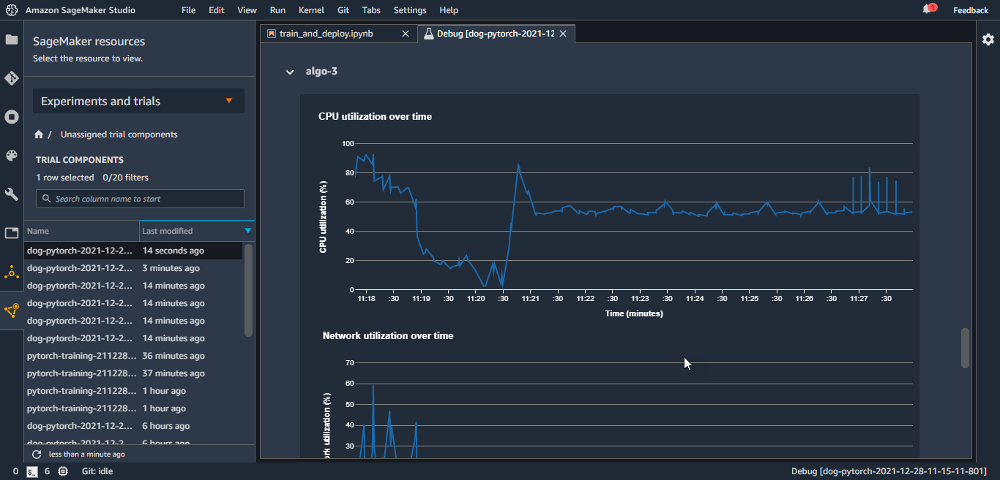 Amazon SageMaker Studio File Edit View Run Kernel Git Tabs Settings Help 1 Feedback
SageMaker resources
Select the resource to view.
Experiments and trials
/ Unassigned trial components
TRIAL COMPONENTS
1 row selected 0/20 filters
Search column name to start
Name Last modified
dog-pytorch-2021-12-2... 14 seconds ago
dog-pytorch-2021-12-2... 3 minutes ago
dog-pytorch-2021-12-2... 14 minutes ago
dog-pytorch-2021-12-2... 14 minutes ago
dog-pytorch-2021-12-2... 14 minutes ago
dog-pytorch-2021-12-2... 14 minutes ago
pytorch-training-211228... 36 minutes ago
pytorch-training-211228... 37 minutes ago
pytorch-training-211228... 1 hour ago
pytorch-training-211228... 1 hour ago
dog-pytorch-2021-12-2... 6 hours ago
dog-pytorch-2021-12-2 6 hours ago
less than a minute ago
train_and_deploy.ipynb Debug [dog-pytorch-2021-12
algo-3
CPU utilization over time
CPU utilization (%)
100
80
60
40
20
0
11:18 :30 11:19 :30 11:20 :30 11:21 :30 11:22 :30 11:23 :30 11:24 :30 11:25 :30 11:26 :30 11:27 :30
Time (minutes)
Network utilization over time
rk utilization (%)
70
60
50
40
30
0 $_ 6 Git: idle Debug [dog-pytorch-2021-12-28-11-15-11-801]